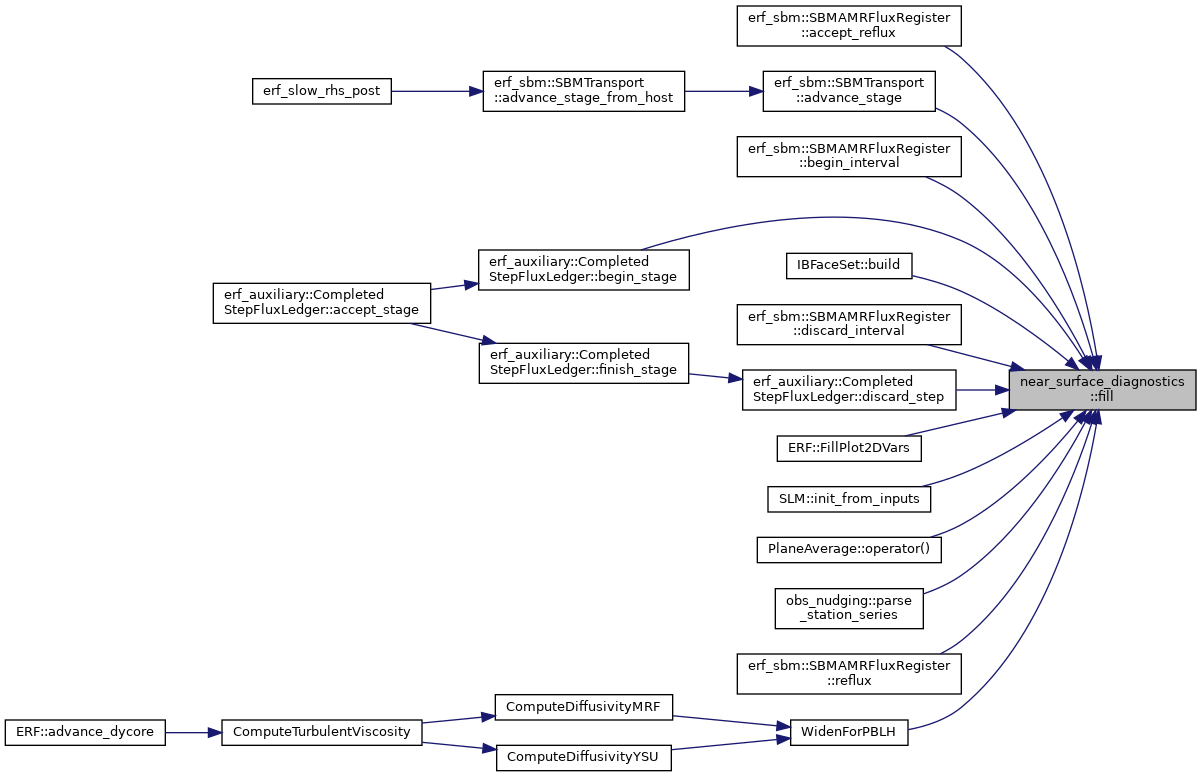 erf_sbm::SBMAMRFluxRegister
::accept_reflux
erf_slow_rhs_post
erf_sbm::SBMTransport
::advance_stage_from_host
erf_sbm::SBMTransport
::advance_stage
erf_sbm::SBMAMRFluxRegister
::begin_interval
erf_auxiliary::Completed
StepFluxLedger::begin_stage
IBFaceSet::build
erf_auxiliary::Completed
StepFluxLedger::accept_stage
erf_sbm::SBMAMRFluxRegister
::discard_interval
erf_auxiliary::Completed
StepFluxLedger::finish_stage
erf_auxiliary::Completed
StepFluxLedger::discard_step
near_surface_diagnostics
::fill
ERF::FillPlot2DVars
SLM::init_from_inputs
PlaneAverage::operator()
obs_nudging::parse
_station_series
erf_sbm::SBMAMRFluxRegister
::reflux
ComputeDiffusivityMRF
ERF::advance_dycore
ComputeTurbulentViscosity
WidenForPBLH
ComputeDiffusivityYSU